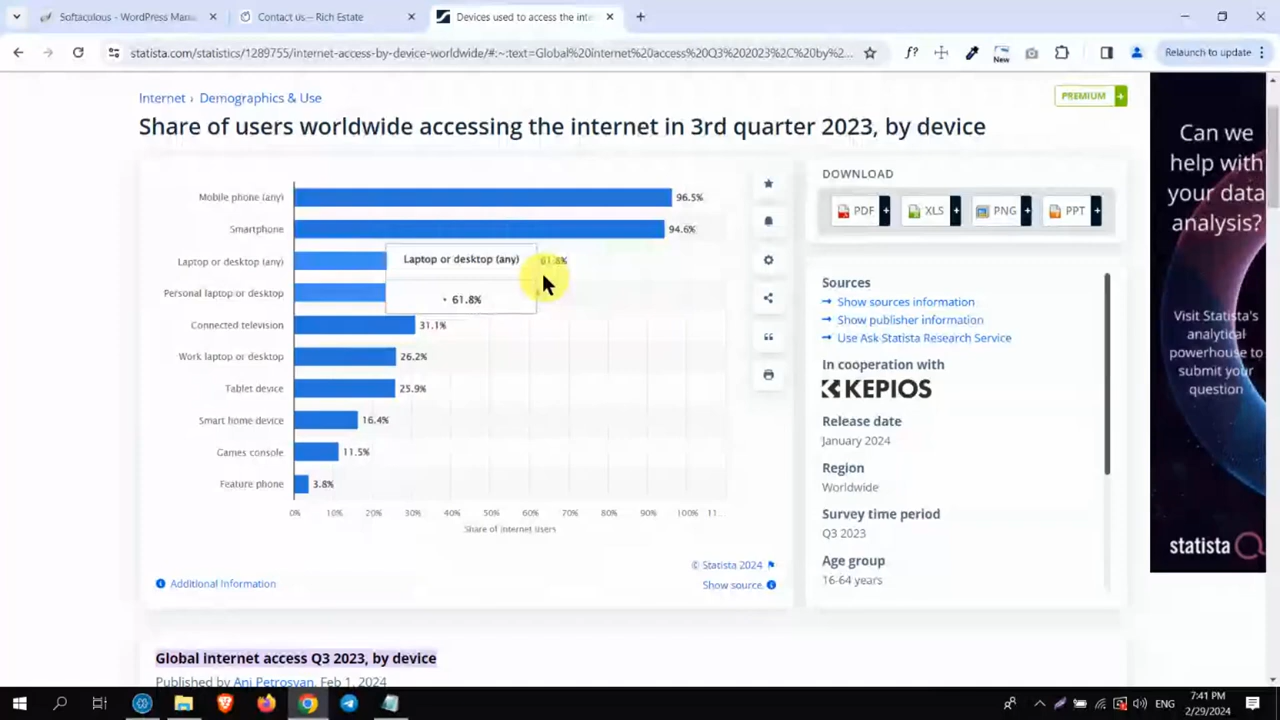 Softaculous - WordPress Mana
Contact us – Rich Estate
Devices used to access the inte
statista.com/statistics/1289755/internet-access-by-device-worldwide/#:~:text=Global%20internet%20access%20Q3%202023%2C%20by%2...
New
Relaunch to update
Internet › Demographics & Use
PREMIUM +
Share of users worldwide accessing the internet in 3rd quarter 2023, by device
Mobile phone (any) 96.5%
Smartphone 94.6%
Laptop or desktop (any) 61.8%
Personal laptop or desktop
Laptop or desktop (any)
• 61.8%
Connected television 31.1%
Work laptop or desktop 26.2%
Tablet device 25.9%
Smart home device 16.4%
Games console 11.5%
Feature phone 3.8%
0% 10% 20% 30% 40% 50% 60% 70% 80% 90% 100% 11...
Share of internet users
© Statista 2024
Additional Information
Show source
DOWNLOAD
PDF + XLS + PNG + PPT +
Sources
→ Show sources information
→ Show publisher information
→ Use Ask Statista Research Service
In cooperation with
KEPIOS
Release date
January 2024
Region
Worldwide
Survey time period
Q3 2023
Age group
16-64 years
Can we
help with
your data
analysis?
Visit Statista's
analytical
powerhouse to
submit your
question
statista
Global internet access Q3 2023, by device
Published by Ani Petrosyan, Feb 1, 2024
ENG
7:41 PM
2/29/2024